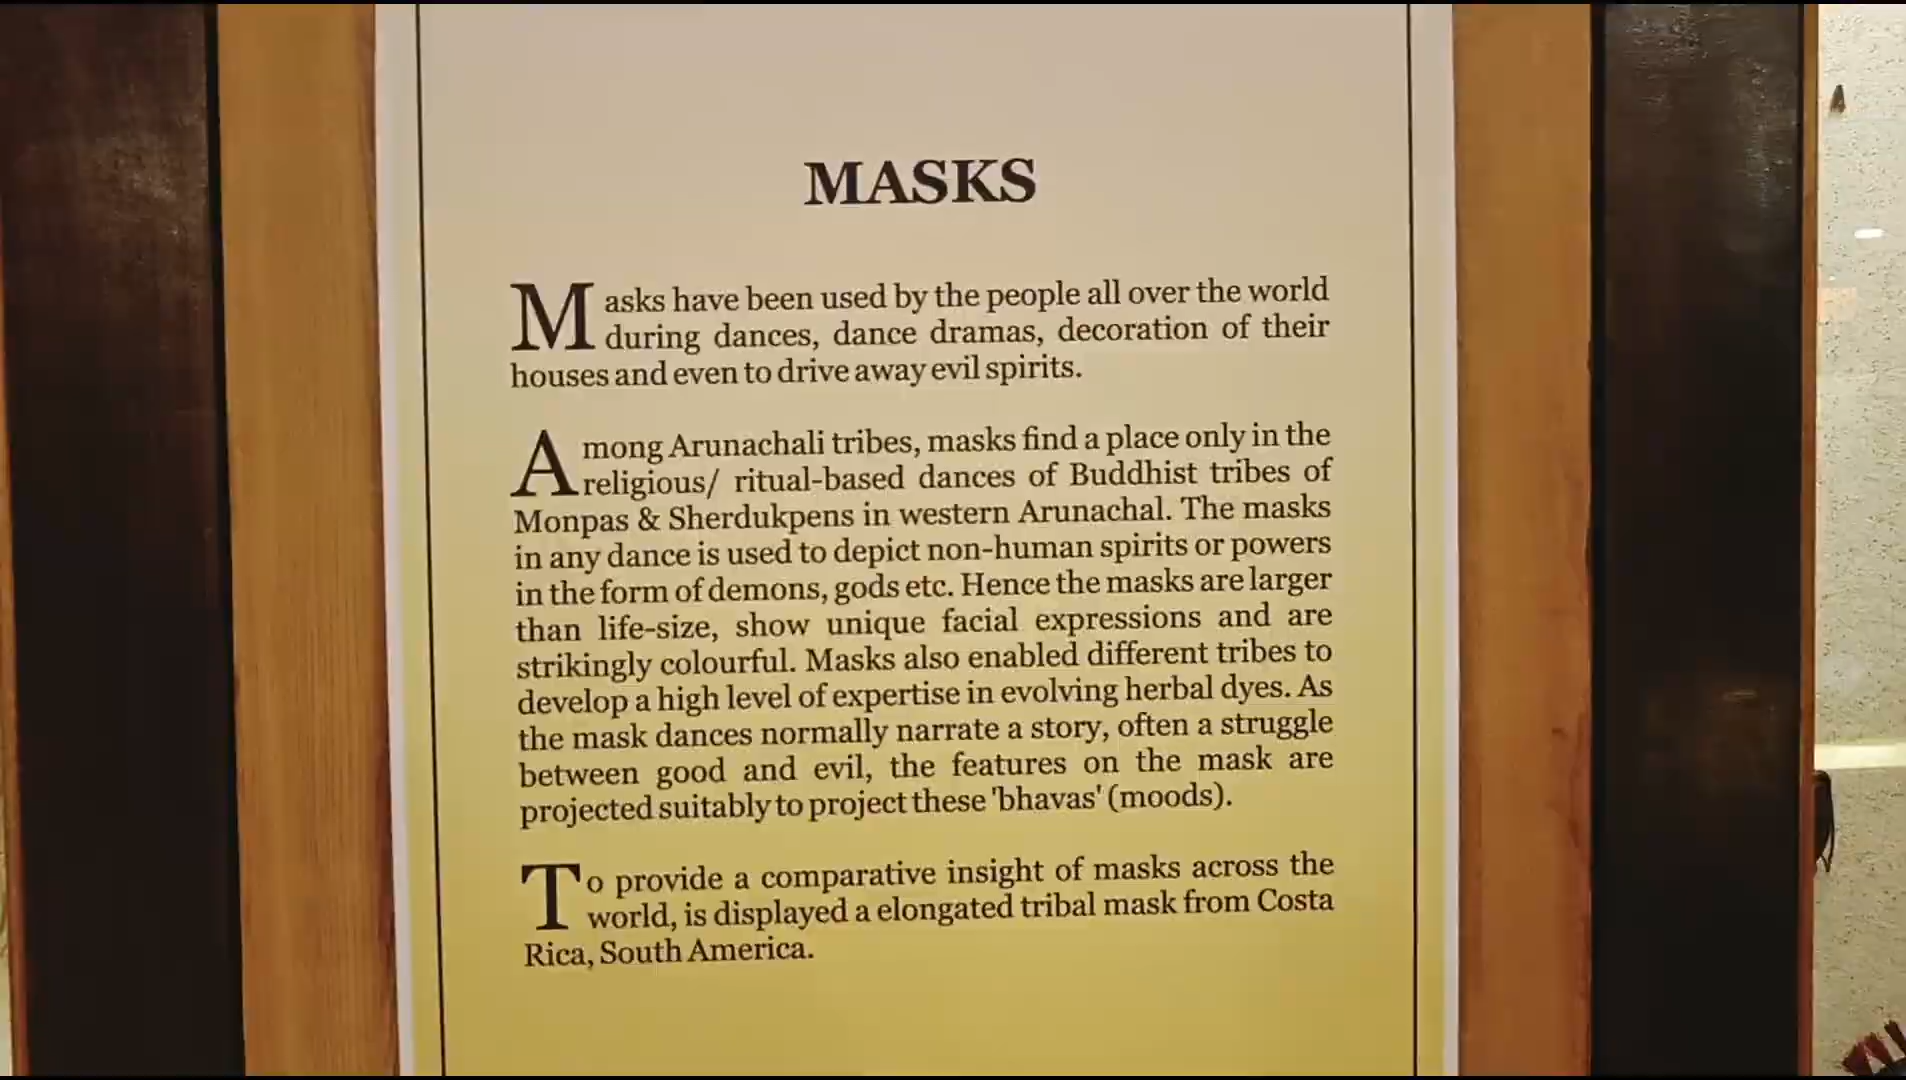 MASKS
Masks have been used by the people all over the world
during dances, dance dramas, decoration of their
houses and even to drive away evil spirits.
Among Arunachali tribes, masks find a place only in the
religious/ ritual-based dances of Buddhist tribes of
Monpas & Sherdukpens in western Arunachal. The masks
in any dance is used to depict non-human spirits or powers
in the form of demons, gods etc. Hence the masks are larger
than life-size, show unique facial expressions and are
strikingly colourful. Masks also enabled different tribes to
develop a high level of expertise in evolving herbal dyes. As
the mask dances normally narrate a story, often a struggle
between good and evil, the features on the mask are
projected suitably to project these 'bhavas' (moods).
To provide a comparative insight of masks across the
world, is displayed a elongated tribal mask from Costa
Rica, South America.